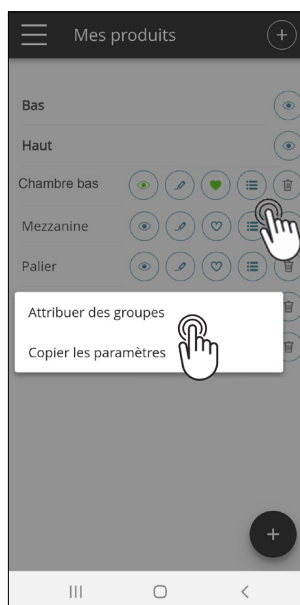 Mes produits
Bas
Haut
Chambre bas
Mezzanine
Palier
Attribuer des groupes
Copier les paramètres